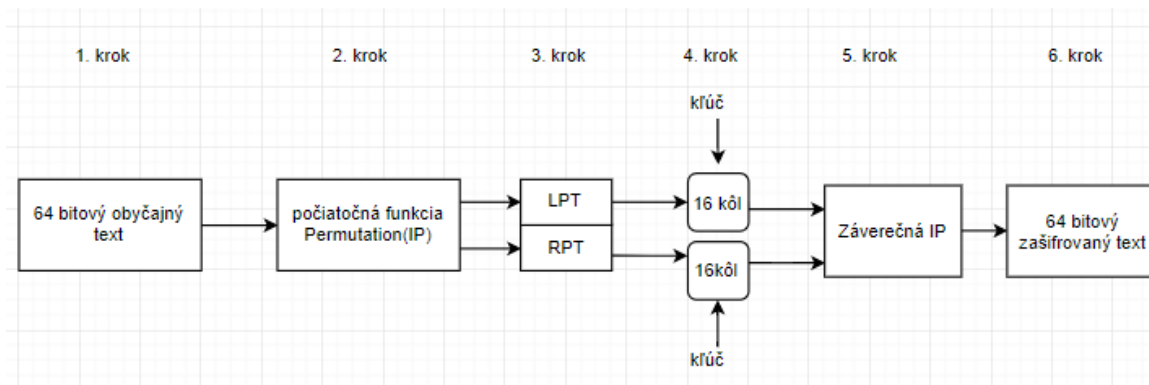 1. krok
2. krok
3. krok
4. krok
5. krok
6. krok
kľúč
64 bitový obyčajný
text
počiatočná funkcia
Permutation(IP)
LPT
RPT
16 kôl
16kôl
Záverečná IP
64 bitový
zašifrovaný text
kľúč